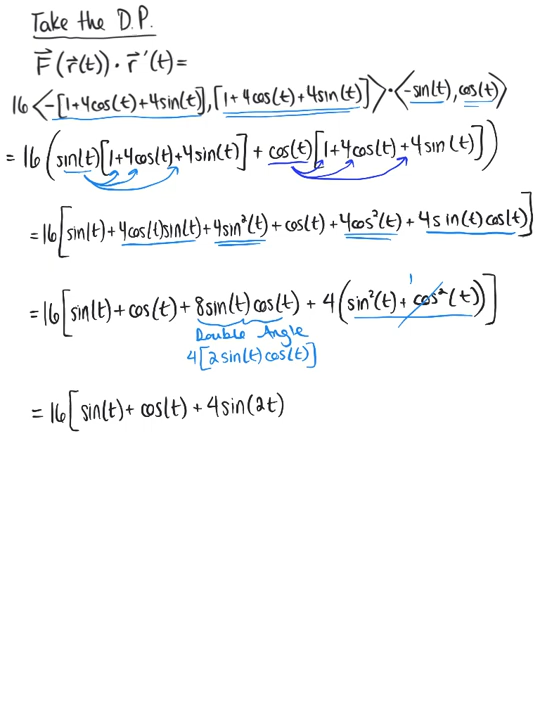 Take the D.P.
F⃗(r⃗(t))·r⃗'(t)=
16<-[1+4cos(t)+4sin(t)],[1+4cos(t)+4sin(t)]>·<-sin(t),cos(t)>
=16(sin(t)[1+4cos(t)+4sin(t)]+cos(t)[1+4cos(t)+4sin(t)])
=16[sin(t)+4cos(t)sin(t)+4sin²(t)+cos(t)+4cos²(t)+4sin(t)cos(t)]
1
=16[sin(t)+cos(t)+8sin(t)cos(t)+4(sin²(t)+cos²(t))]
Double Angle
4[2sin(t)cos(t)]
=16[sin(t)+cos(t)+4sin(2t)